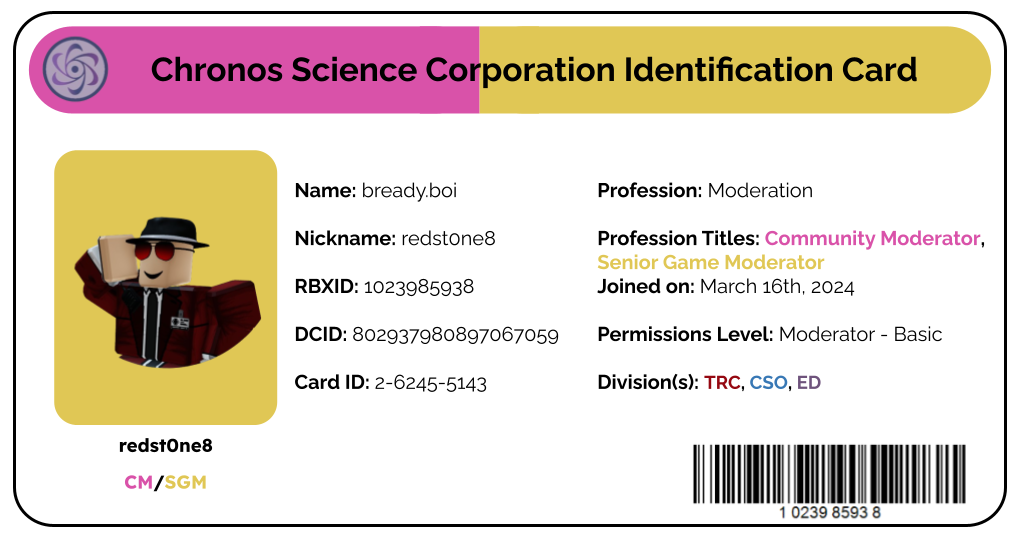 Chronos Science Corporation Identification Card
Name: bready.boi
Nickname: redst0ne8
RBXID: 1023985938
DCID: 802937980897067059
Card ID: 2-6245-5143
Profession: Moderation
Profession Titles: Community Moderator,
Senior Game Moderator
Joined on: March 16th, 2024
Permissions Level: Moderator - Basic
Division(s): TRC, CSO, ED
redst0ne8
CM/SGM
1 0239 8593 8